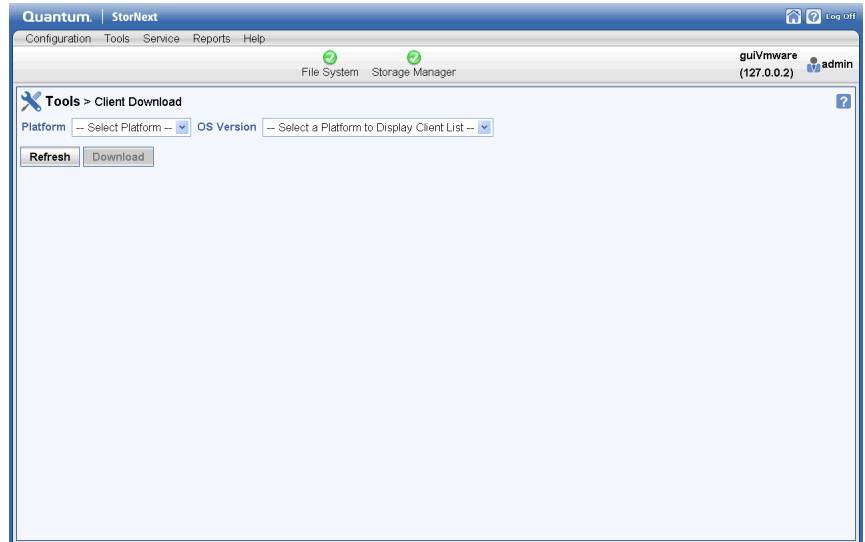 Quantum. StorNext Log Off
Configuration Tools Service Reports Help
File System Storage Manager
guiVmware
(127.0.0.2)
admin
Tools > Client Download
Platform -- Select Platform -- OS Version -- Select a Platform to Display Client List --
Refresh Download